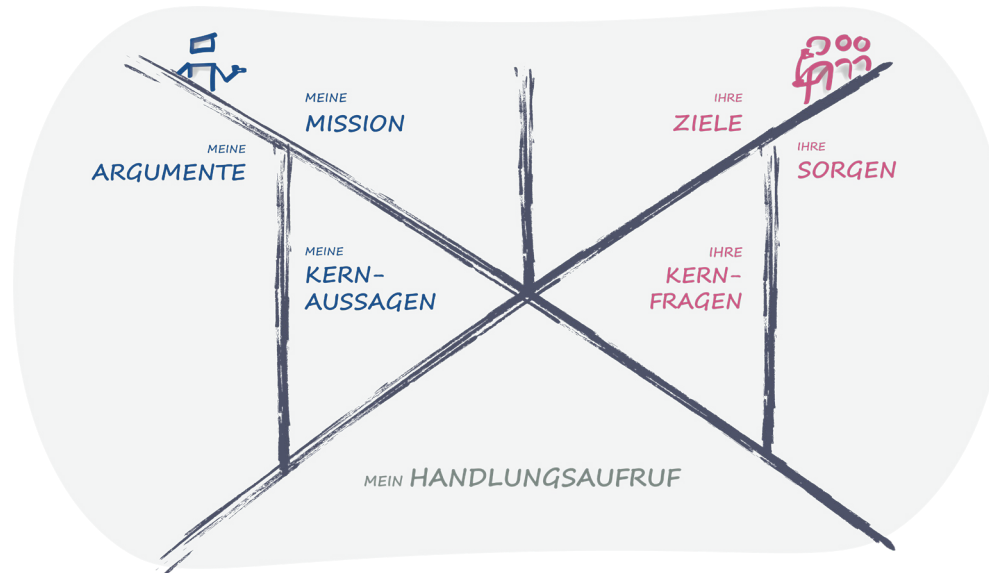 MEINE
MISSION
MEINE
ARGUMENTE
MEINE
KERN-
AUSSAGEN
IHRE
ZIELE
IHRE
SORGEN
IHRE
KERN-
FRAGEN
MEIN HANDLUNGSAUFRUF